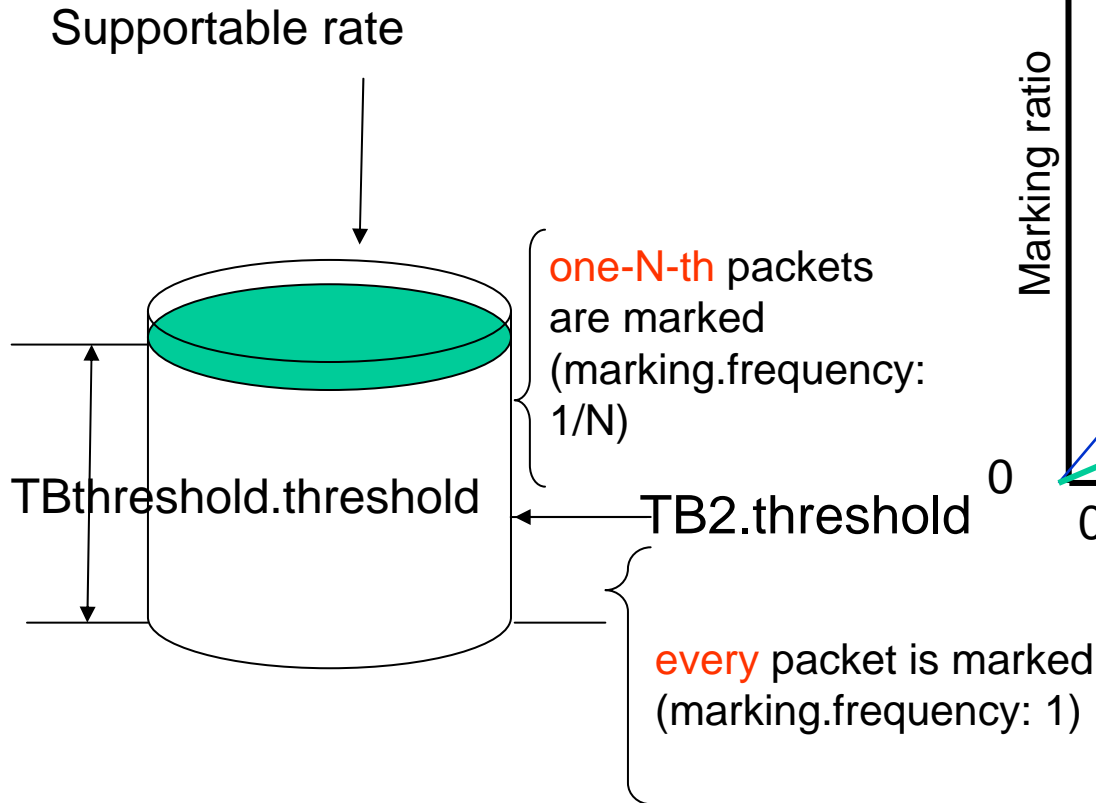 Supportable rate
one-N-th packets
are marked
(marking.frequency:
1/N)
TBthreshold.threshold
TB2.threshold
every packet is marked
(marking.frequency: 1)
Marking ratio
0
0